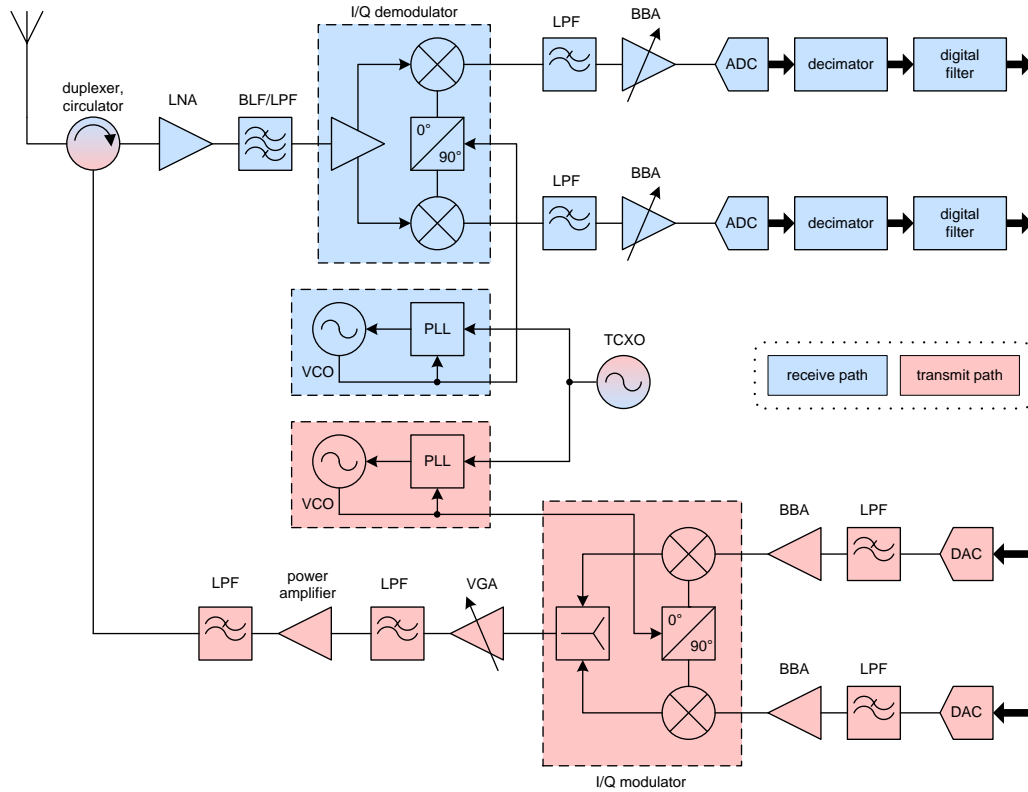 I/Q demodulator
LPF
BBA
duplexer,
circulator
LNA
BLF/LPF
ADC
decimator
digital
filter
0°
90°
LPF
BBA
ADC
decimator
digital
filter
PLL
VCO
TCXO
receive path
transmit path
PLL
VCO
BBA
LPF
DAC
LPF
power
amplifier
LPF
VGA
0°
90°
BBA
LPF
DAC
I/Q modulator